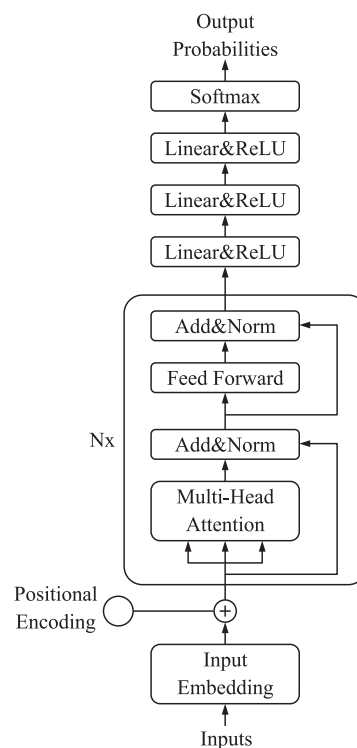 Output
Probabilities
Softmax
Linear&ReLU
Linear&ReLU
Linear&ReLU
Add&Norm
Feed Forward
Nx
Add&Norm
Multi-Head
Attention
Positional
Encoding
+
Input
Embedding
Inputs